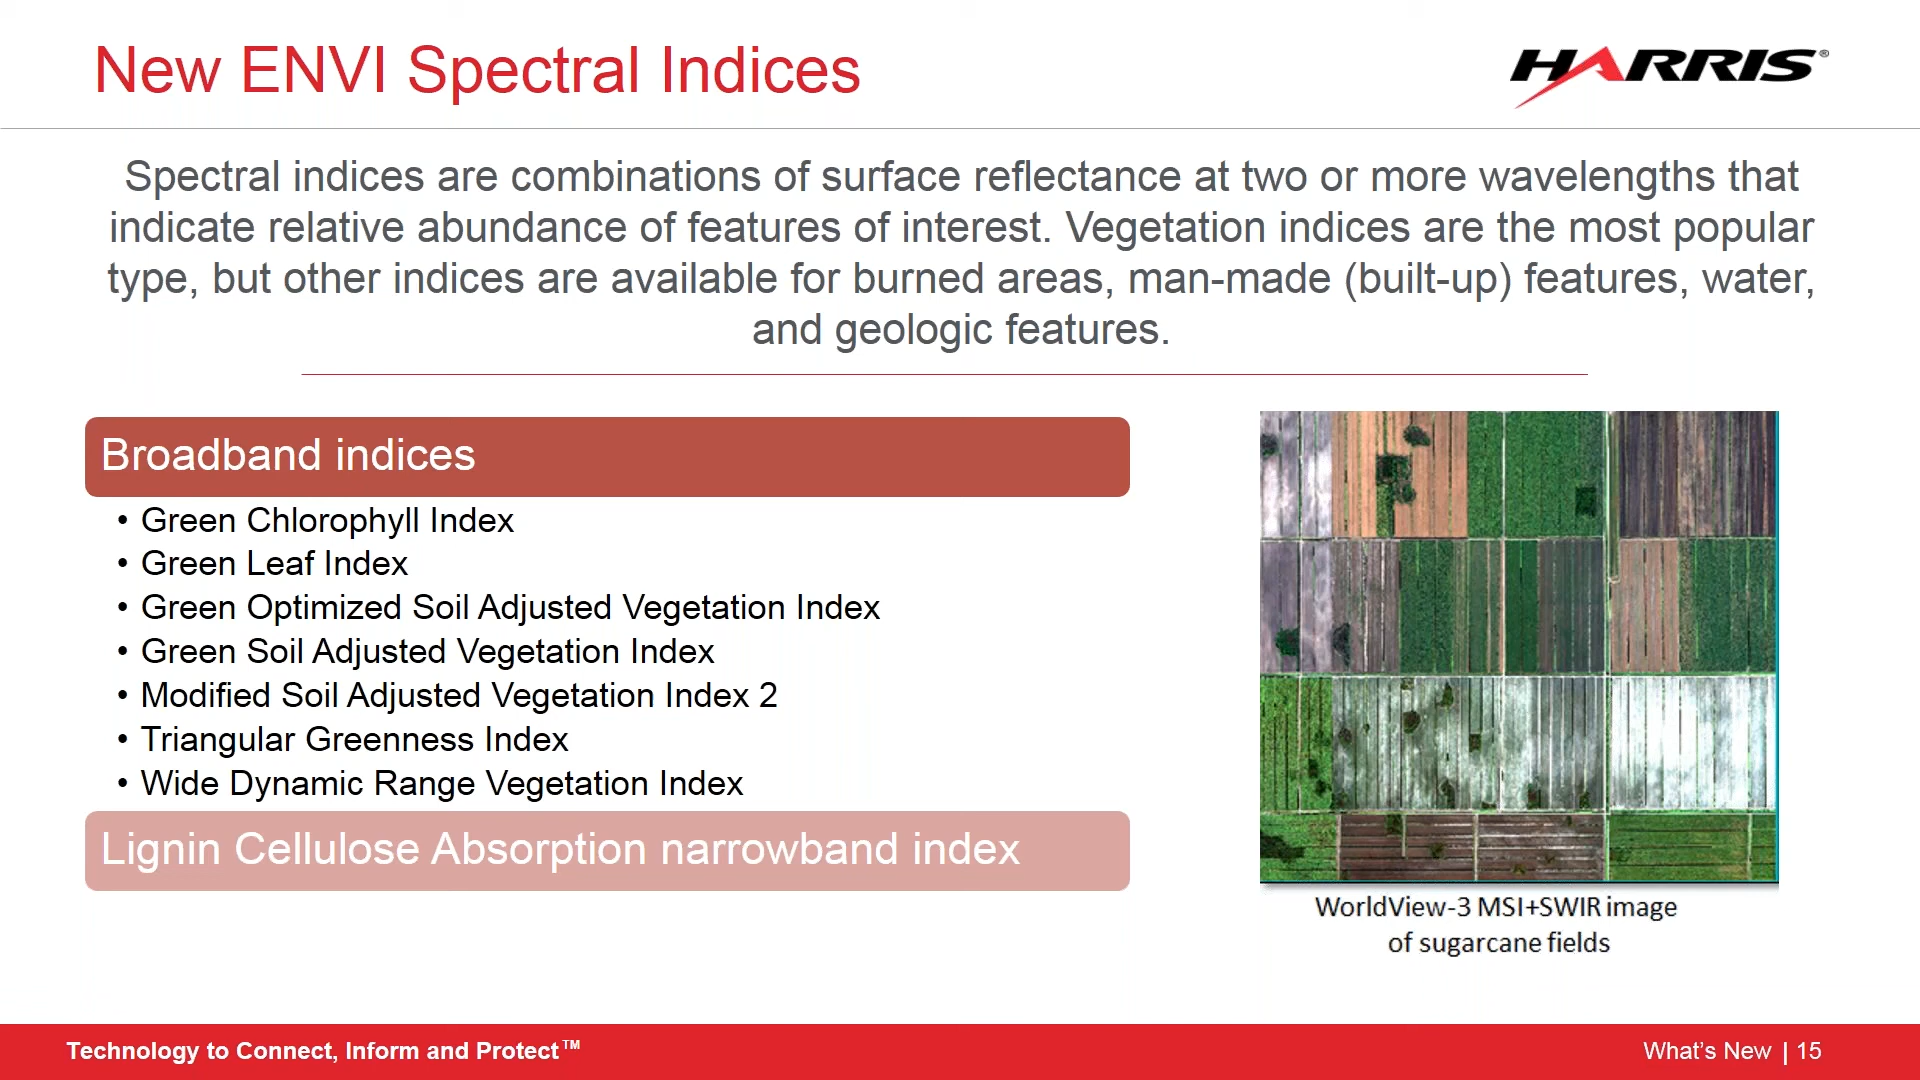 New ENVI Spectral Indices
HARRIS®
Spectral indices are combinations of surface reflectance at two or more wavelengths that
indicate relative abundance of features of interest. Vegetation indices are the most popular
type, but other indices are available for burned areas, man-made (built-up) features, water,
and geologic features.
Broadband indices
• Green Chlorophyll Index
• Green Leaf Index
• Green Optimized Soil Adjusted Vegetation Index
• Green Soil Adjusted Vegetation Index
• Modified Soil Adjusted Vegetation Index 2
• Triangular Greenness Index
• Wide Dynamic Range Vegetation Index
Lignin Cellulose Absorption narrowband index
WorldView-3 MSI+SWIR image
of sugarcane fields
Technology to Connect, Inform and Protect™
What's New | 15